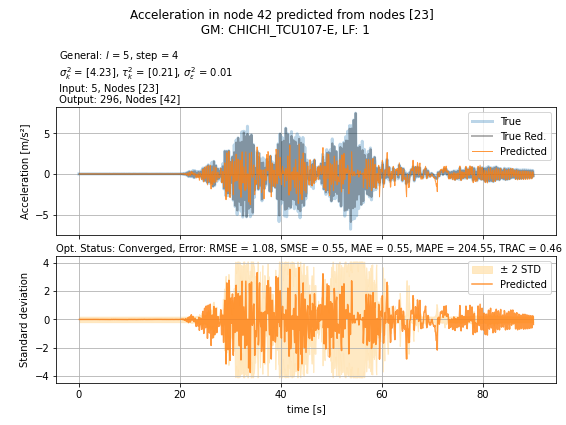 Acceleration in node 42 predicted from nodes [23]
GM: CHICHI_TCU107-E, LF: 1
General: l = 5, step = 4
σ²ₖ = [4.23], τ²ₖ = [0.21], σ²ε = 0.01
Input: 5, Nodes [23]
Output: 296, Nodes [42]
Acceleration [m/s²]
5
0
−5
True
True Red.
Predicted
Opt. Status: Converged, Error: RMSE = 1.08, SMSE = 0.55, MAE = 0.55, MAPE = 204.55, TRAC = 0.46
Standard deviation
4
2
0
−2
−4
± 2 STD
Predicted
0 20 40 60 80
time [s]